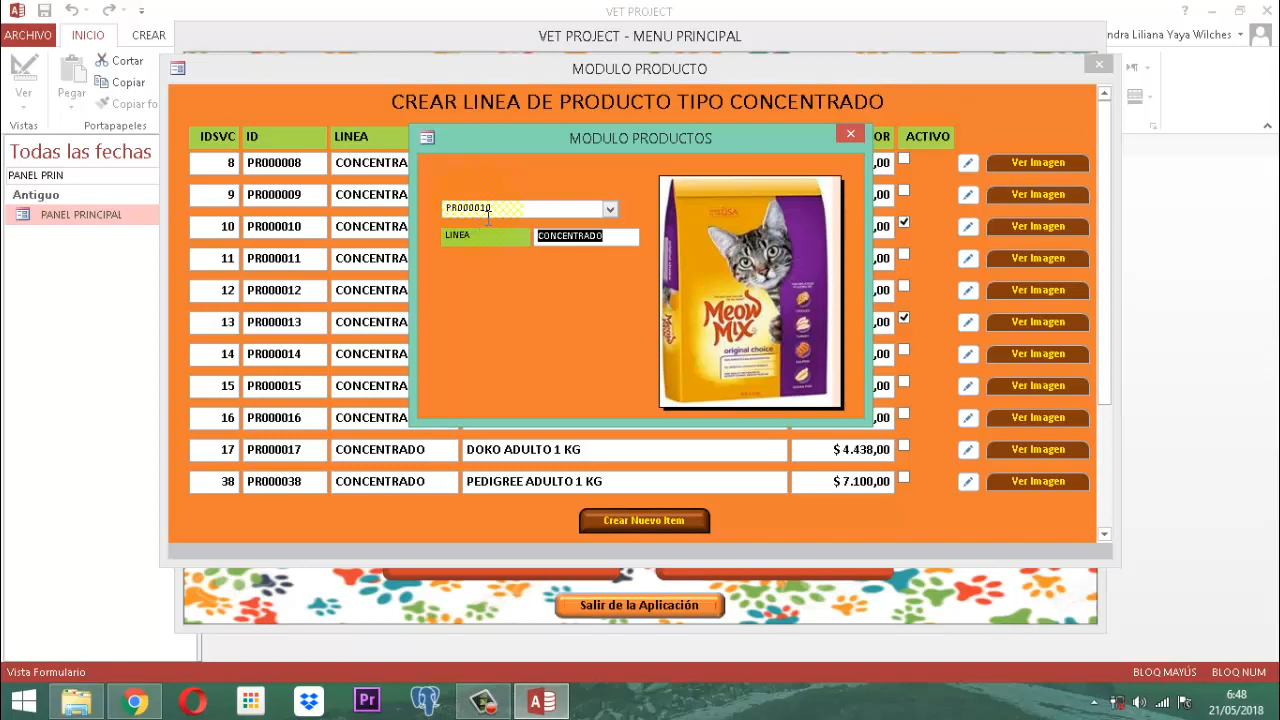 VET PROJECT
ARCHIVO INICIO CREAR
ndra Liliana Yaya Wilches
Ver
Pegar
Cortar
Copiar
Copiar fo
Vistas
Portapapeles
Todas las fechas
PANEL PRIN
Antiguo
PANEL PRINCIPAL
VET PROJECT - MENU PRINCIPAL
MODULO PRODUCTO
CREAR LINEA DE PRODUCTO TIPO CONCENTRADO
IDSVC ID LINEA OR ACTIVO
8 PR000008 CONCENTRA ,00 Ver Imagen
9 PR000009 CONCENTRA ,00 Ver Imagen
10 PR000010 CONCENTRA ,00 Ver Imagen
11 PR000011 CONCENTRA ,00 Ver Imagen
12 PR000012 CONCENTRA ,00 Ver Imagen
13 PR000013 CONCENTRA ,00 Ver Imagen
14 PR000014 CONCENTRA ,00 Ver Imagen
15 PR000015 CONCENTRA ,00 Ver Imagen
16 PR000016 CONCENTRA ,00 Ver Imagen
17 PR000017 CONCENTRADO DOKO ADULTO 1 KG $ 4.438,00 Ver Imagen
38 PR000038 CONCENTRADO PEDIGREE ADULTO 1 KG $ 7.100,00 Ver Imagen
Crear Nuevo Item
MODULO PRODUCTOS
PR000010
LINEA CONCENTRADO
USA
Meow
Mix
original choice
Salir de la Aplicación
Vista Formulario
BLOQ MAYÚS BLOQ NUM
Pr
6:48
21/05/2018